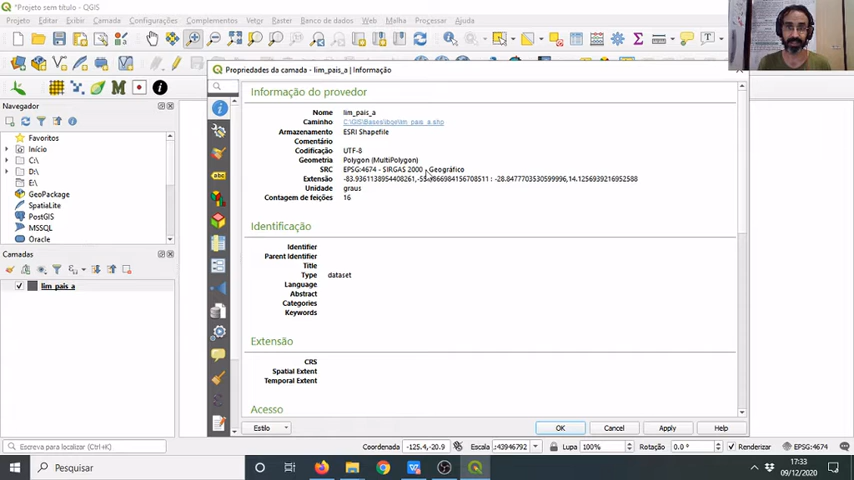 *Projeto sem título - QGIS
Projeto Editar Exibir Camada Configurações Complementos Vetor Raster Banco de dados Web Malha Processar Ajuda
Propriedades da camada - lim_pais_a | Informação
Navegador
Favoritos
Início
C:\
D:\
E:\
GeoPackage
SpatiaLite
PostGIS
MSSQL
Oracle
Camadas
lim_pais_a
Informação do provedor
Nome lim_pais_a
Caminho C:\GIS\Bases\ibge\lim_pais_a.shp
Armazenamento ESRI Shapefile
Comentário
Codificação UTF-8
Geometria Polygon (MultiPolygon)
SRC EPSG:4674 - SIRGAS 2000 - Geográfico
Extensão
Unidade graus
Contagem de feições 16
Identificação
Identifier
Parent Identifier
Title
Type dataset
Language
Abstract
Categories
Keywords
Extensão
CRS
Spatial Extent
Temporal Extent
Acesso
Estilo OK Cancel Apply Help
Escreva para localizar (Ctrl+K) Coordenada -125.4,-20.9 Escala :43946792 Lupa 100% Rotação 0.0 ° Renderizar EPSG:4674
Pesquisar
17:33
09/12/2020